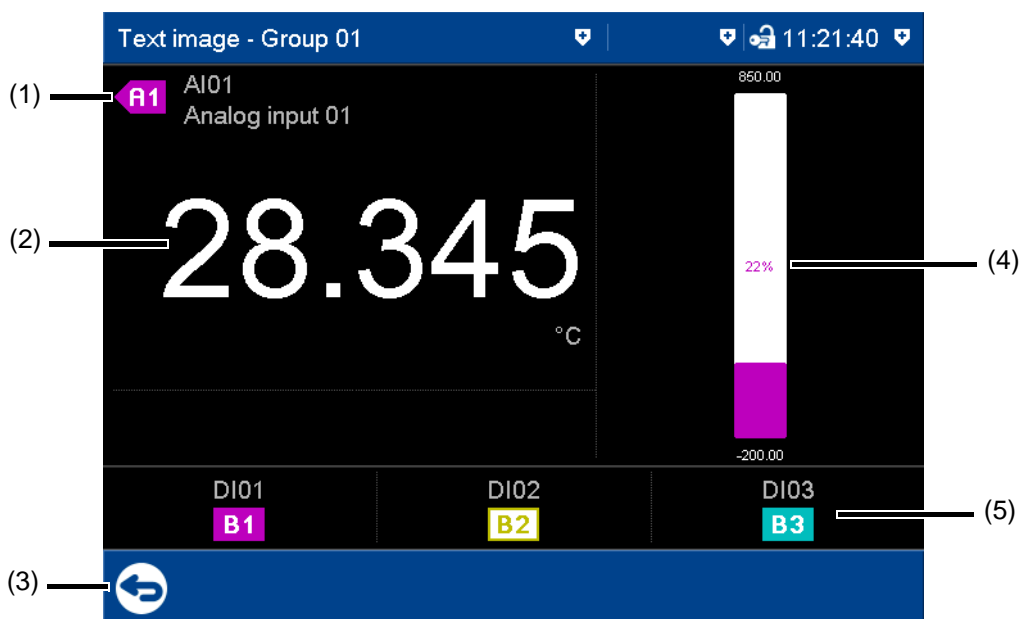 Text image - Group 01 11:21:40
(1)
A1
AI01
Analog input 01
850.00
(2)
28.345
°C
22%
(4)
-200.00
DI01 DI02 DI03
B1 B2 B3
(5)
(3)